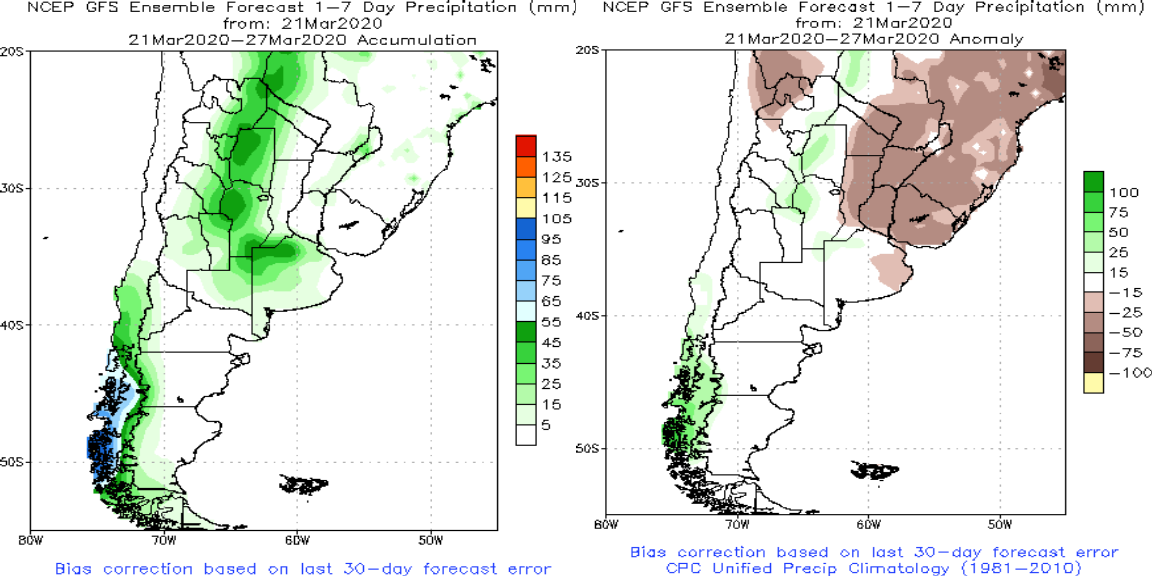 NCEP GFS Ensemble Forecast 1–7 Day Precipitation (mm)
from: 21Mar2020
21Mar2020–27Mar2020 Accumulation
20S
30S
40S
50S
80W
70W
60W
50W
135
125
115
105
95
85
75
65
55
45
35
25
15
5
Bias correction based on last 30–day forecast error
NCEP GFS Ensemble Forecast 1–7 Day Precipitation (mm)
from: 21Mar2020
21Mar2020–27Mar2020 Anomaly
20S
30S
40S
50S
80W
70W
60W
50W
100
75
50
25
15
–15
–25
–50
–75
–100
Bias correction based on last 30–day forecast error
CPC Unified Precip Climatology (1981–2010)